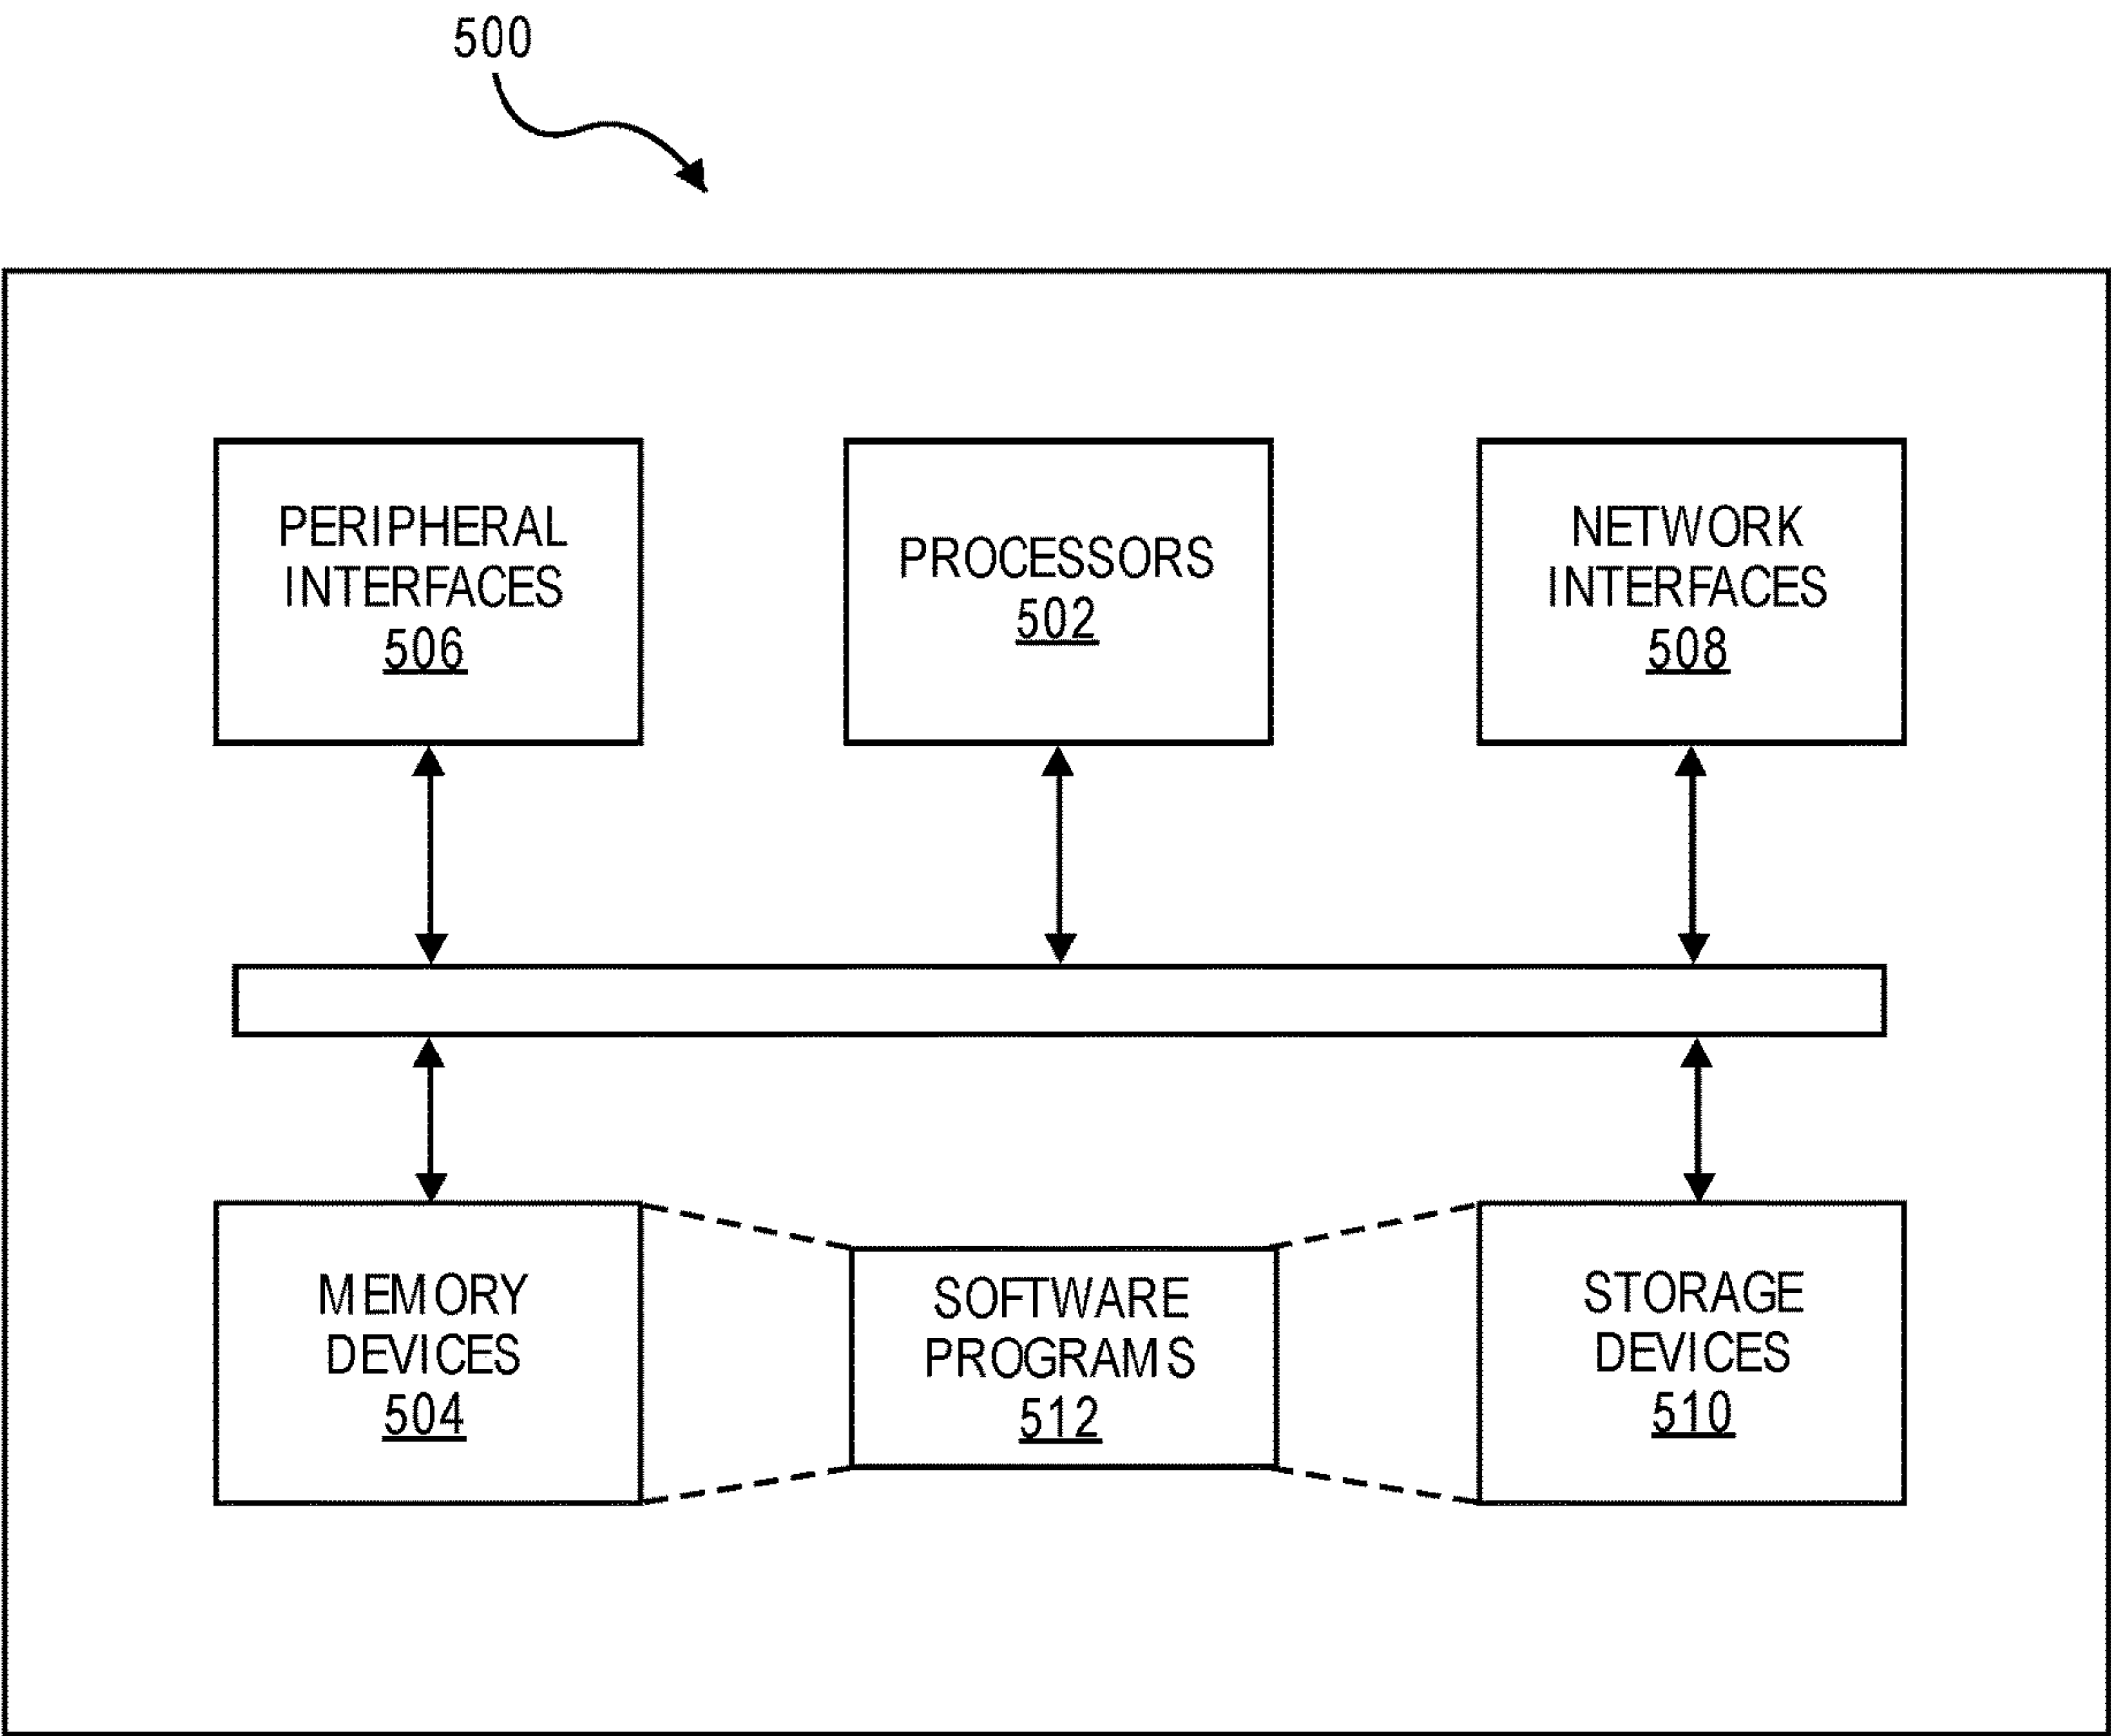 500
PERIPHERAL
INTERFACES
506
PROCESSORS
502
NETWORK
INTERFACES
508
MEMORY
DEVICES
504
SOFTWARE
PROGRAMS
512
STORAGE
DEVICES
510